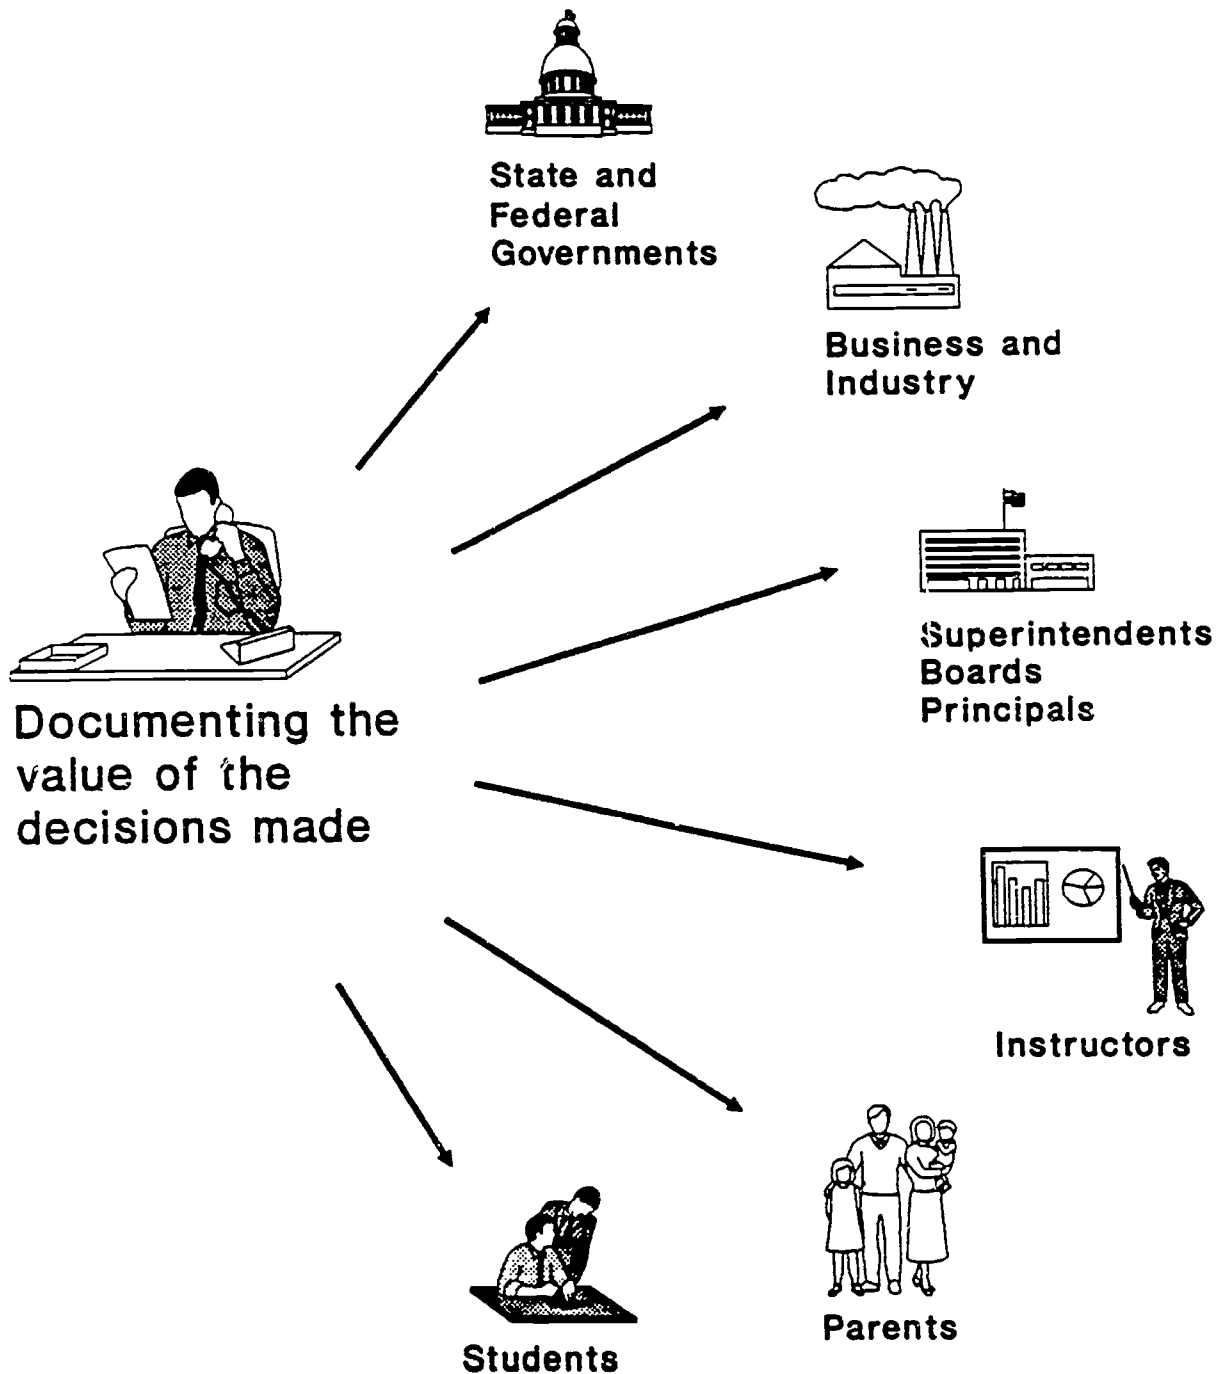 State and
Federal
Governments
Business and
Industry
Superintendents
Boards
Principals
Documenting the
value of the
decisions made
Instructors
Parents
Students